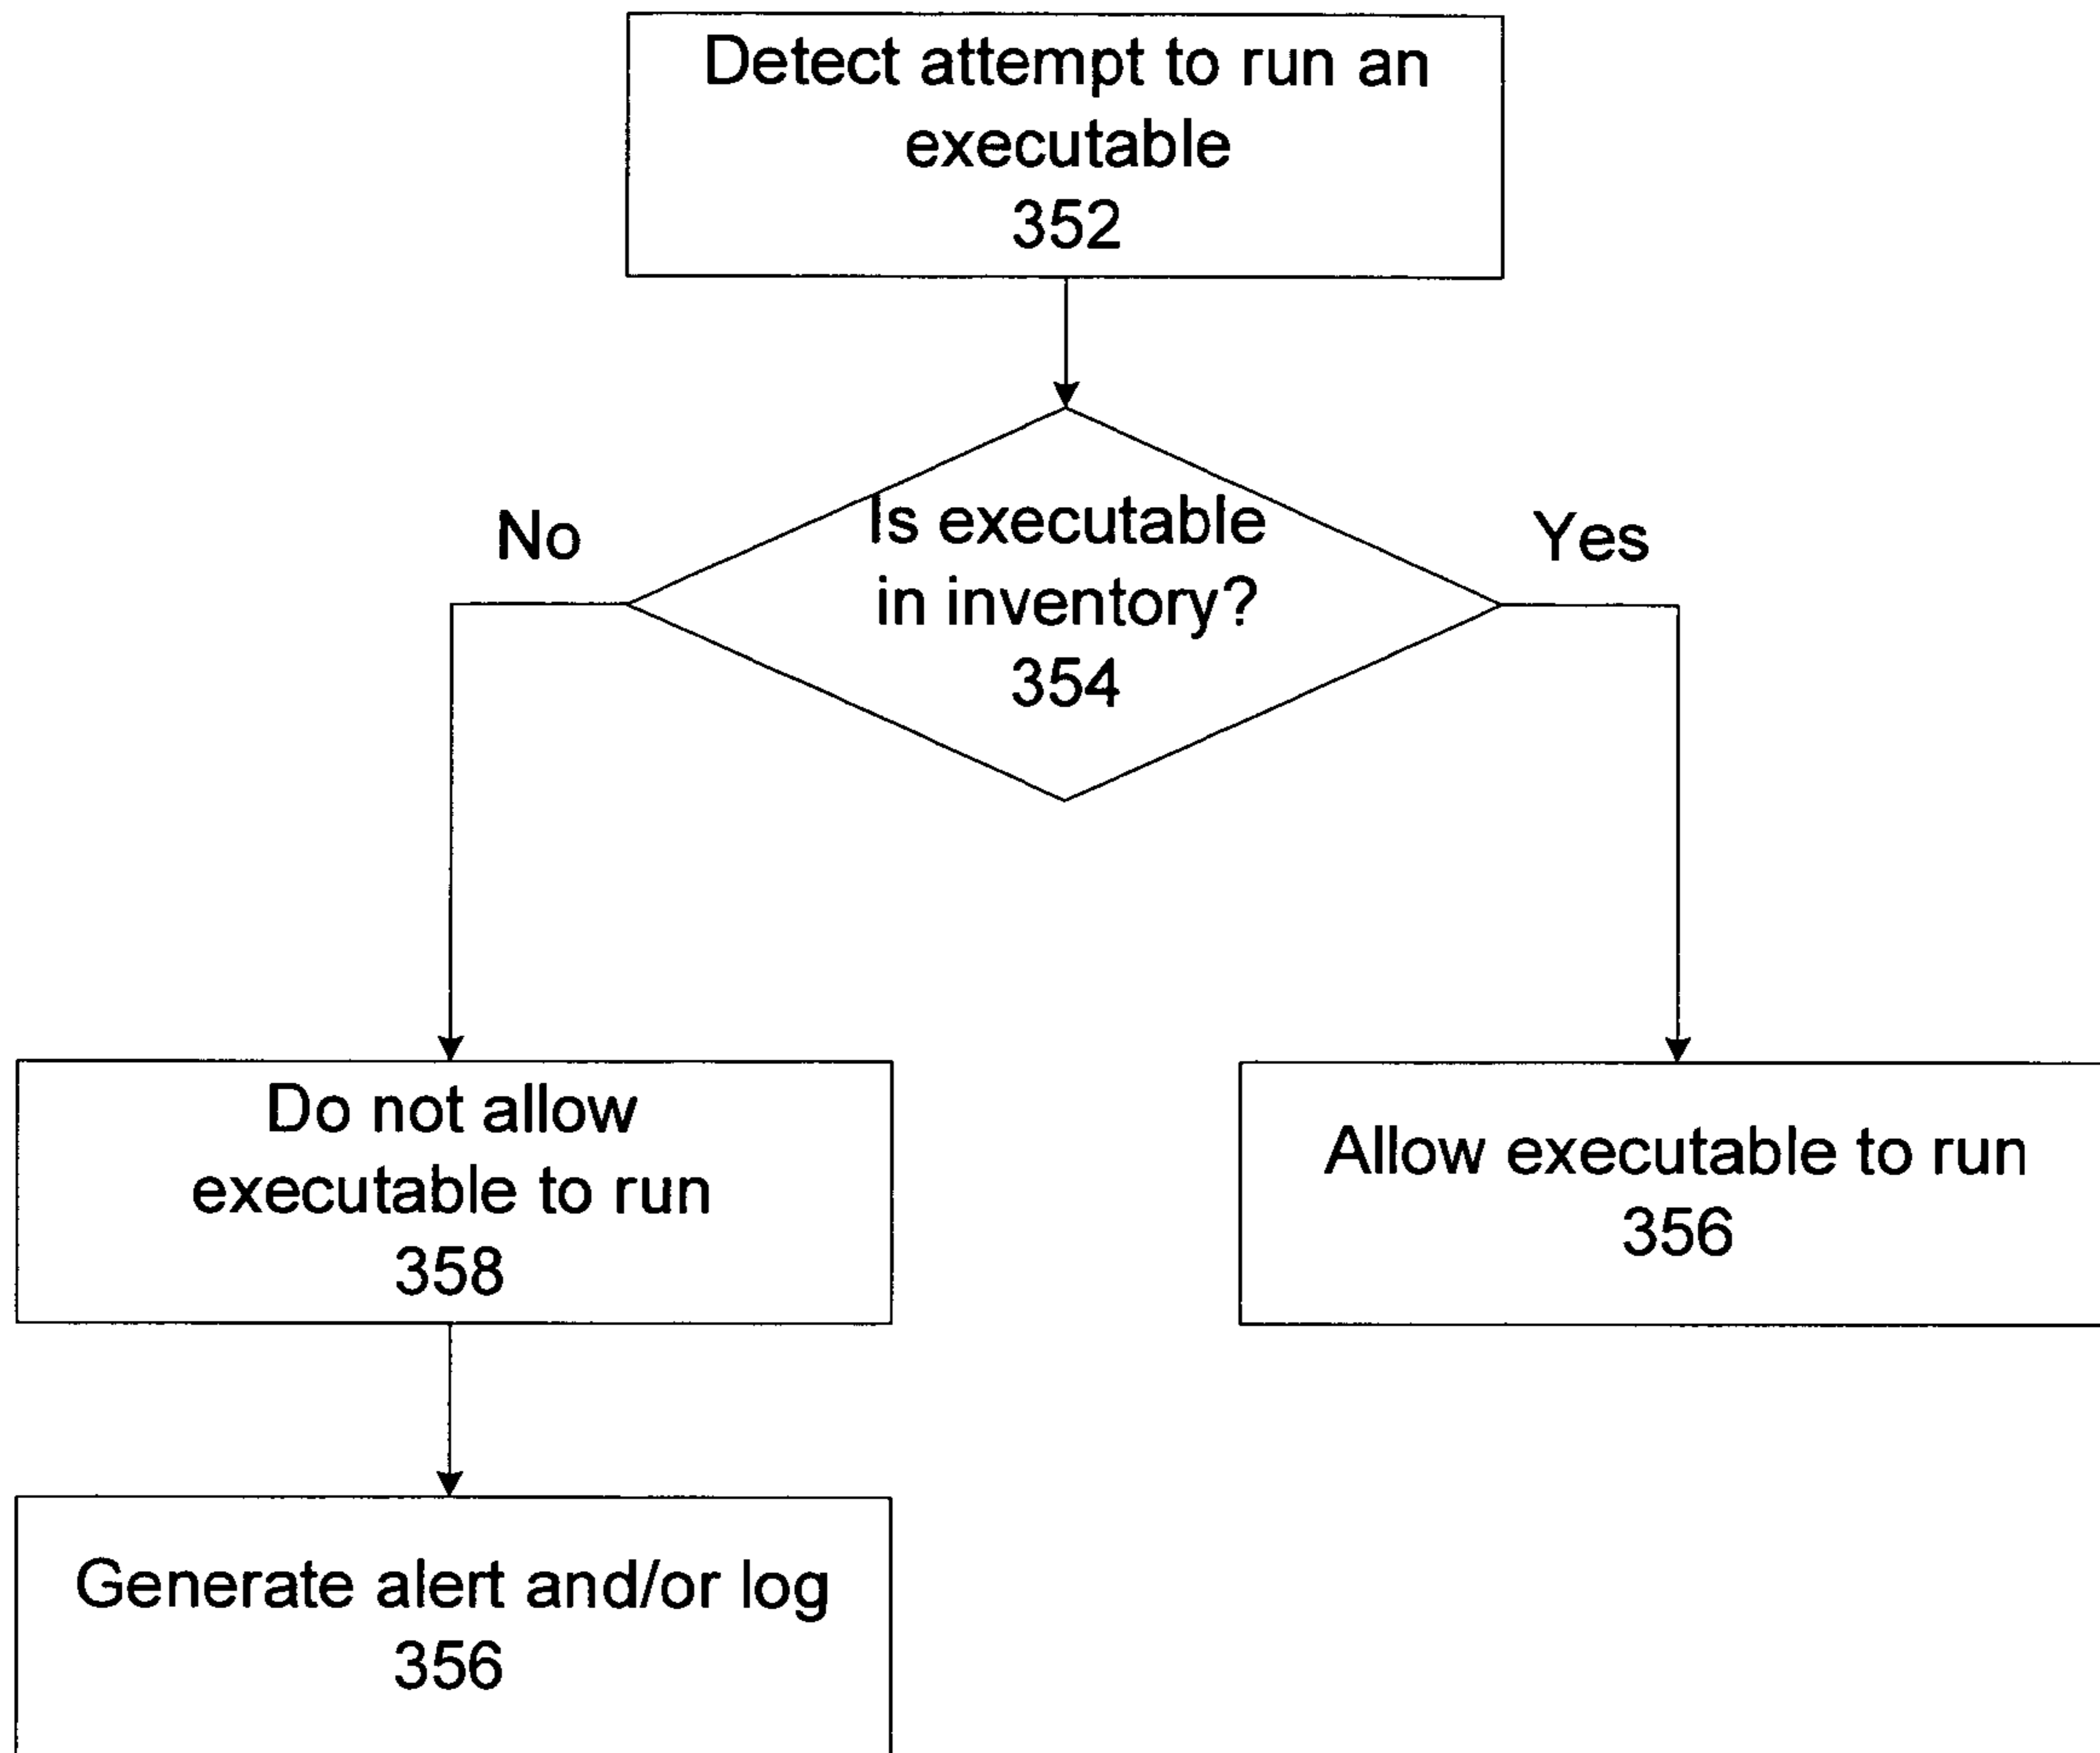 Detect attempt to run an
executable
352
Is executable
in inventory?
354
No
Yes
Do not allow
executable to run
358
Allow executable to run
356
Generate alert and/or log
356